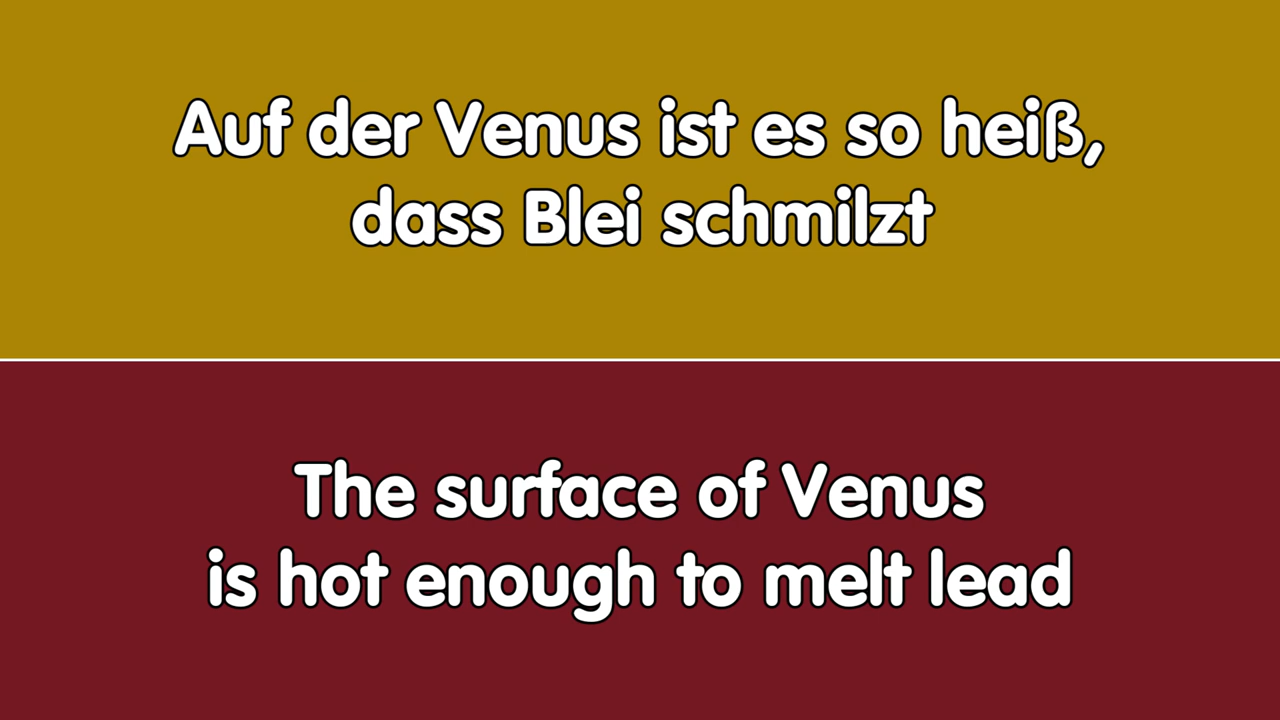 Auf der Venus ist es so heiß,
dass Blei schmilzt
The surface of Venus
is hot enough to melt lead